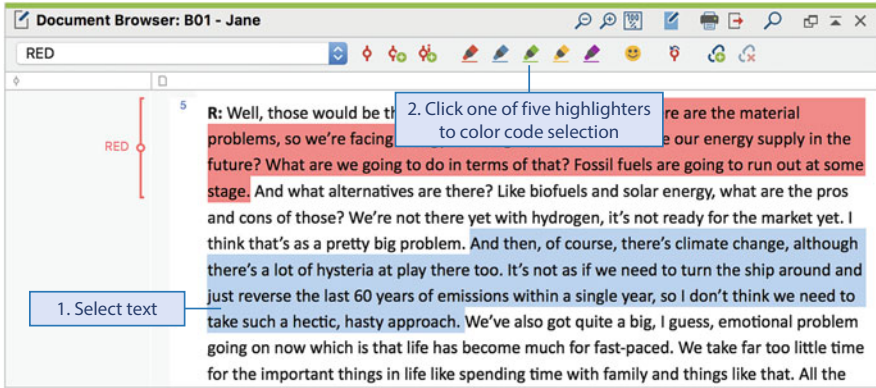 Document Browser: B01 - Jane
100%
RED
2. Click one of five highlighters
to color code selection
5
R: Well, those would be th re are the material
RED
problems, so we're facing e our energy supply in the
future? What are we going to do in terms of that? Fossil fuels are going to run out at some
stage. And what alternatives are there? Like biofuels and solar energy, what are the pros
and cons of those? We're not there yet with hydrogen, it's not ready for the market yet. I
think that's as a pretty big problem. And then, of course, there's climate change, although
there's a lot of hysteria at play there too. It's not as if we need to turn the ship around and
1. Select text
just reverse the last 60 years of emissions within a single year, so I don't think we need to
take such a hectic, hasty approach. We've also got quite a big, I guess, emotional problem
going on now which is that life has become much for fast-paced. We take far too little time
for the important things in life like spending time with family and things like that. All the